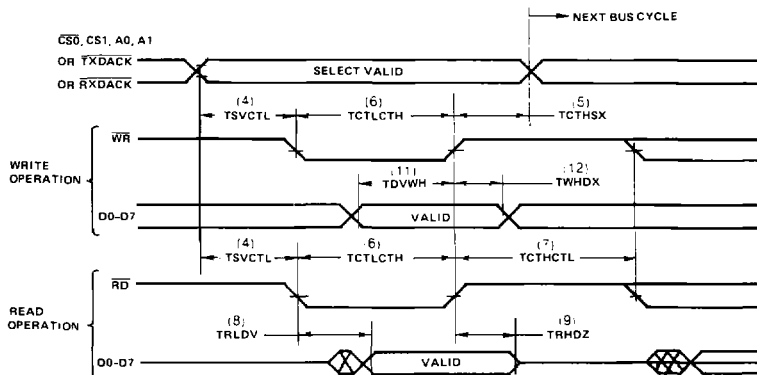 NEXT BUS CYCLE
CS0, CS1, A0, A1
OR TXDACK
OR RXDACK
SELECT VALID
(4) (6) (5)
TSVCTL TCTLCTH TCTHSX
WR
WRITE
OPERATION
(11) (12)
TDVWH TWHDX
D0-D7
VALID
(4) (6) (7)
TSVCTL TCTLCTH TCTHCTL
RD
READ
OPERATION
(8) (9)
TRLDV TRHDZ
D0-D7
VALID